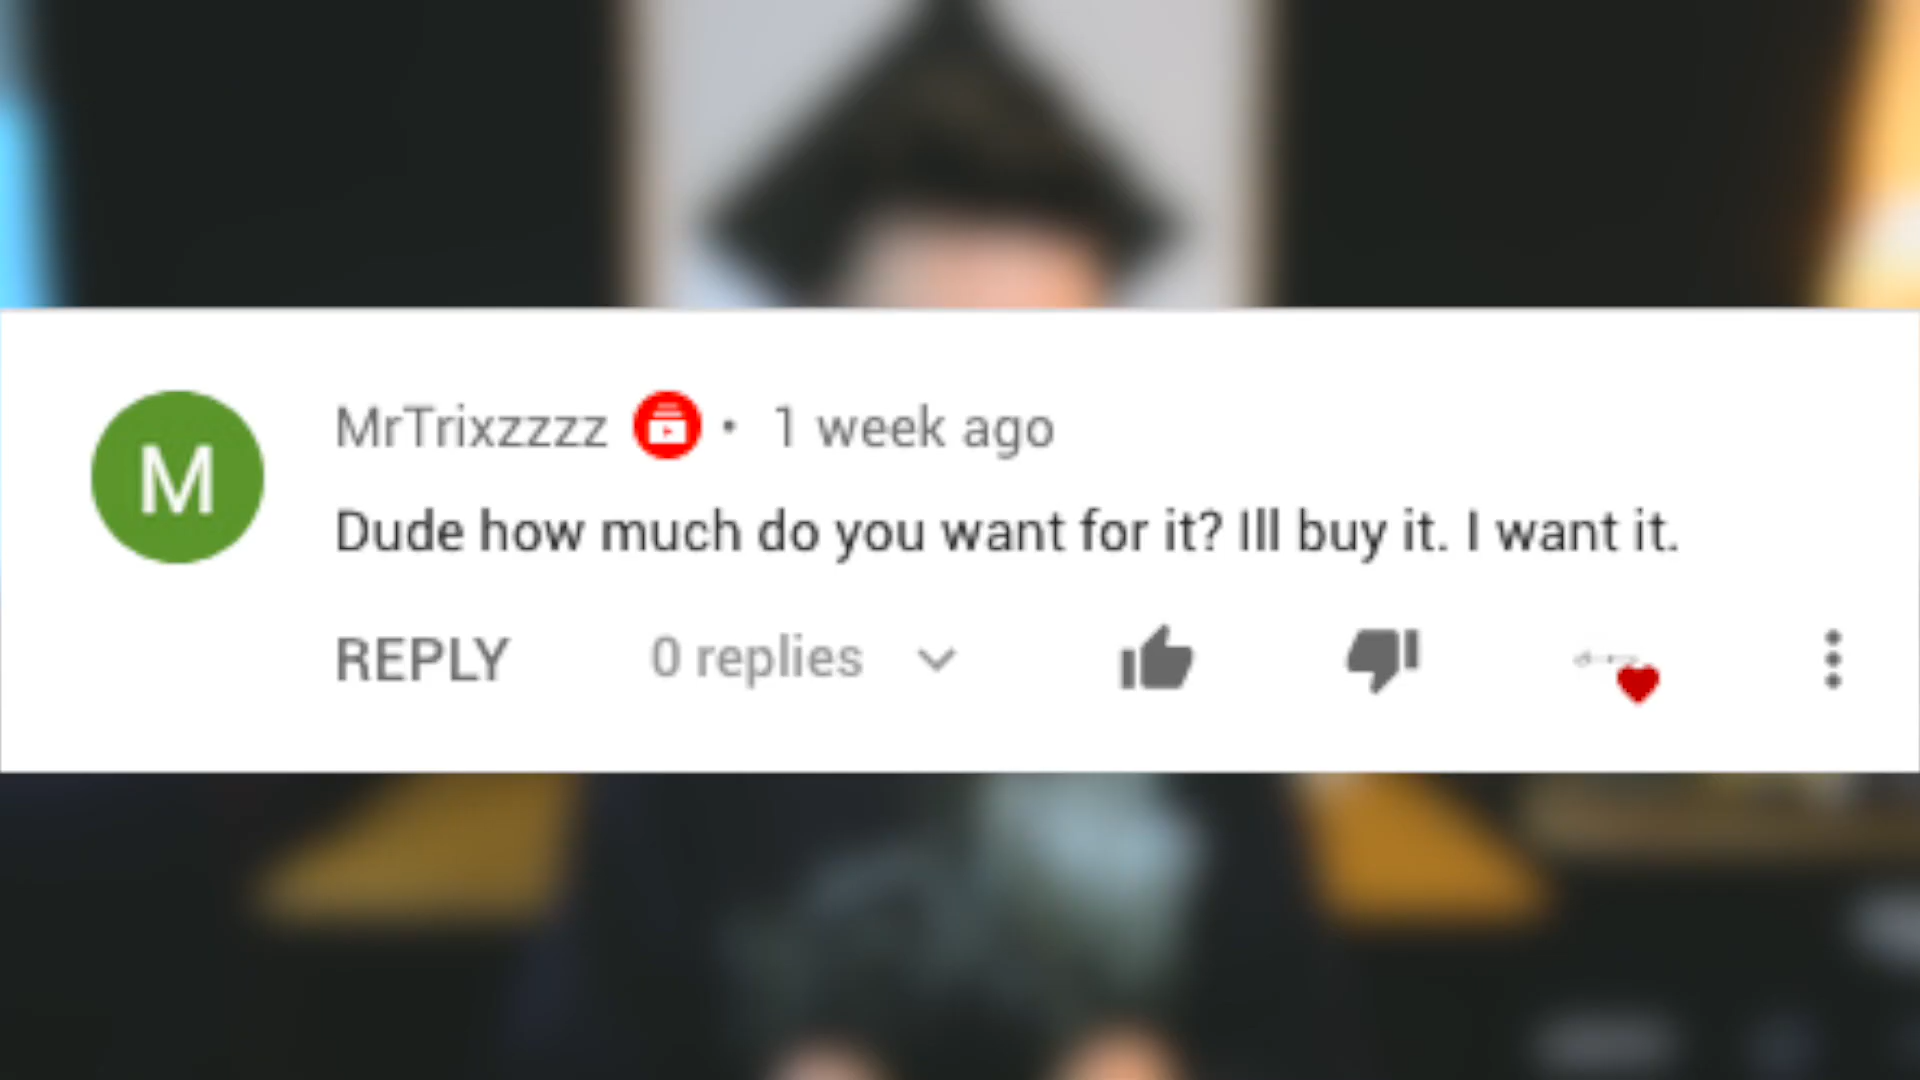 M
MrTrixzzzz • 1 week ago
Dude how much do you want for it? Ill buy it. I want it.
REPLY 0 replies